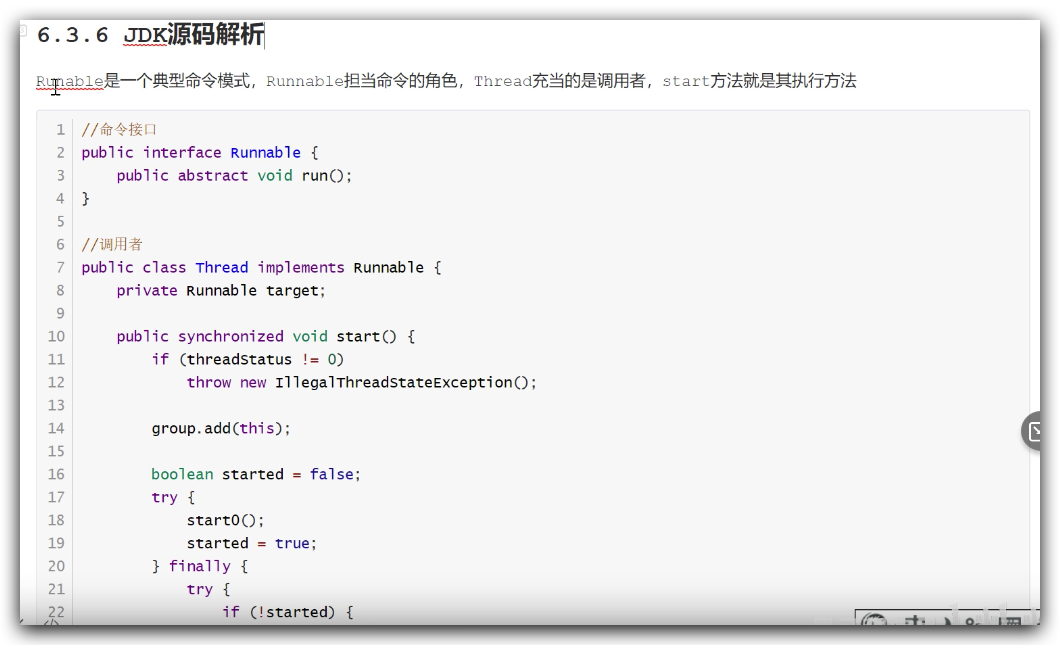 6.3.6 JDK源码解析
Runable是一个典型命令模式，Runnable担当命令的角色，Thread充当的是调用者，start方法就是其执行方法
1 //命令接口
2 public interface Runnable {
3     public abstract void run();
4 }
5
6 //调用者
7 public class Thread implements Runnable {
8     private Runnable target;
9
10     public synchronized void start() {
11         if (threadStatus != 0)
12             throw new IllegalThreadStateException();
13
14         group.add(this);
15
16         boolean started = false;
17         try {
18             start0();
19             started = true;
20         } finally {
21             try {
22                 if (!started) {